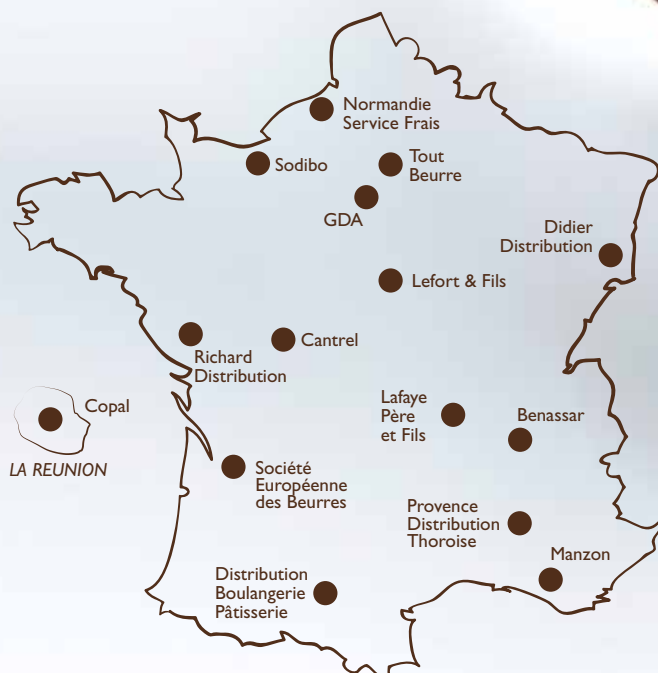 Normandie
Service Frais
Sodibo
Tout
Beurre
GDA
Didier
Distribution
Lefort & Fils
Cantrel
Richard
Distribution
Copal
LA REUNION
Lafaye
Père
et Fils
Benassar
Société
Européenne
des Beurres
Provence
Distribution
Thoroise
Manzon
Distribution
Boulangerie
Pâtisserie